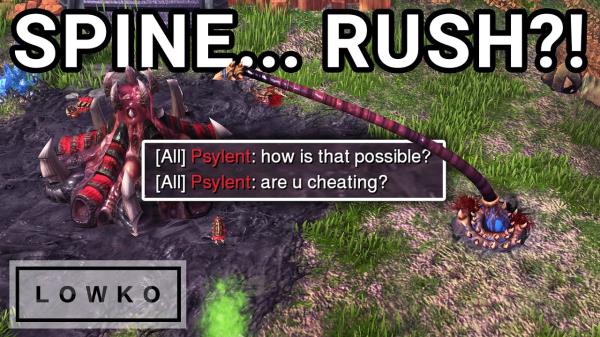 SPINE... RUSH?!
[All] Psylent: how is that possible?
[All] Psylent: are u cheating?
LOWKO